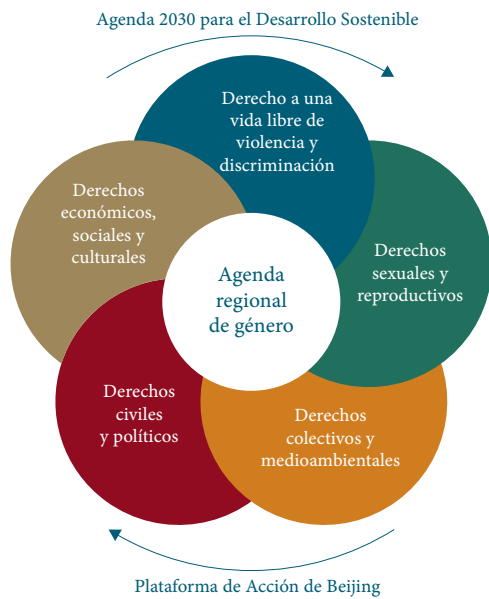 Agenda 2030 para el Desarrollo Sostenible
Derecho a una
vida libre de
violencia y
discriminación
Derechos
económicos,
sociales y
culturales
Derechos
sexuales y
reproductivos
Agenda
regional
de género
Derechos
civiles
y políticos
Derechos
colectivos y
medioambientales
Plataforma de Acción de Beijing